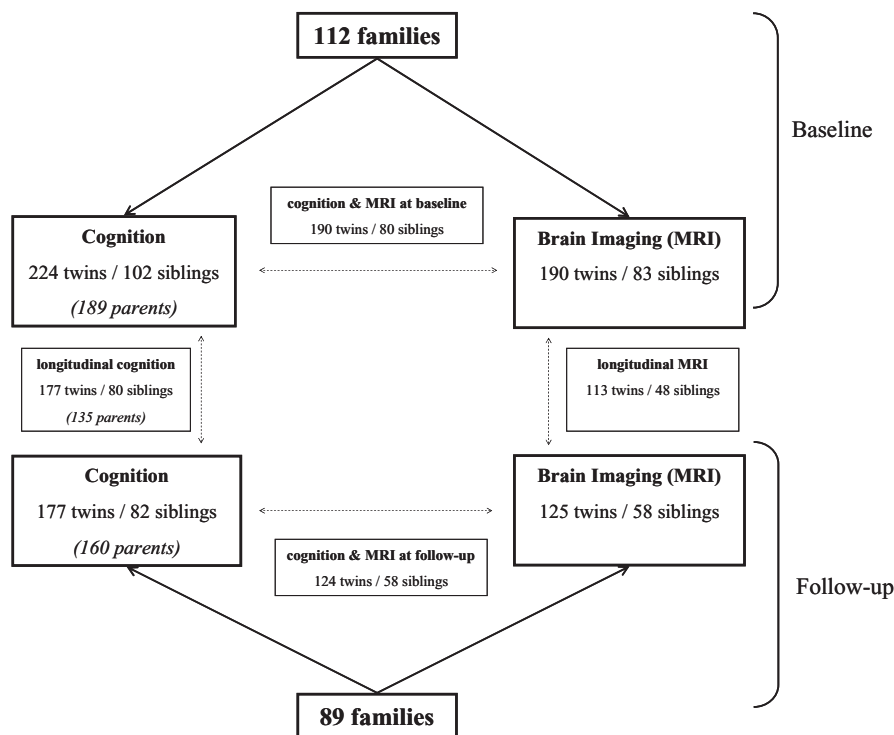 112 families
Baseline
cognition & MRI at baseline
190 twins / 80 siblings
Cognition
224 twins / 102 siblings
(189 parents)
Brain Imaging (MRI)
190 twins / 83 siblings
longitudinal cognition
177 twins / 80 siblings
(135 parents)
longitudinal MRI
113 twins / 48 siblings
Cognition
177 twins / 82 siblings
(160 parents)
Brain Imaging (MRI)
125 twins / 58 siblings
cognition & MRI at follow-up
124 twins / 58 siblings
Follow-up
89 families